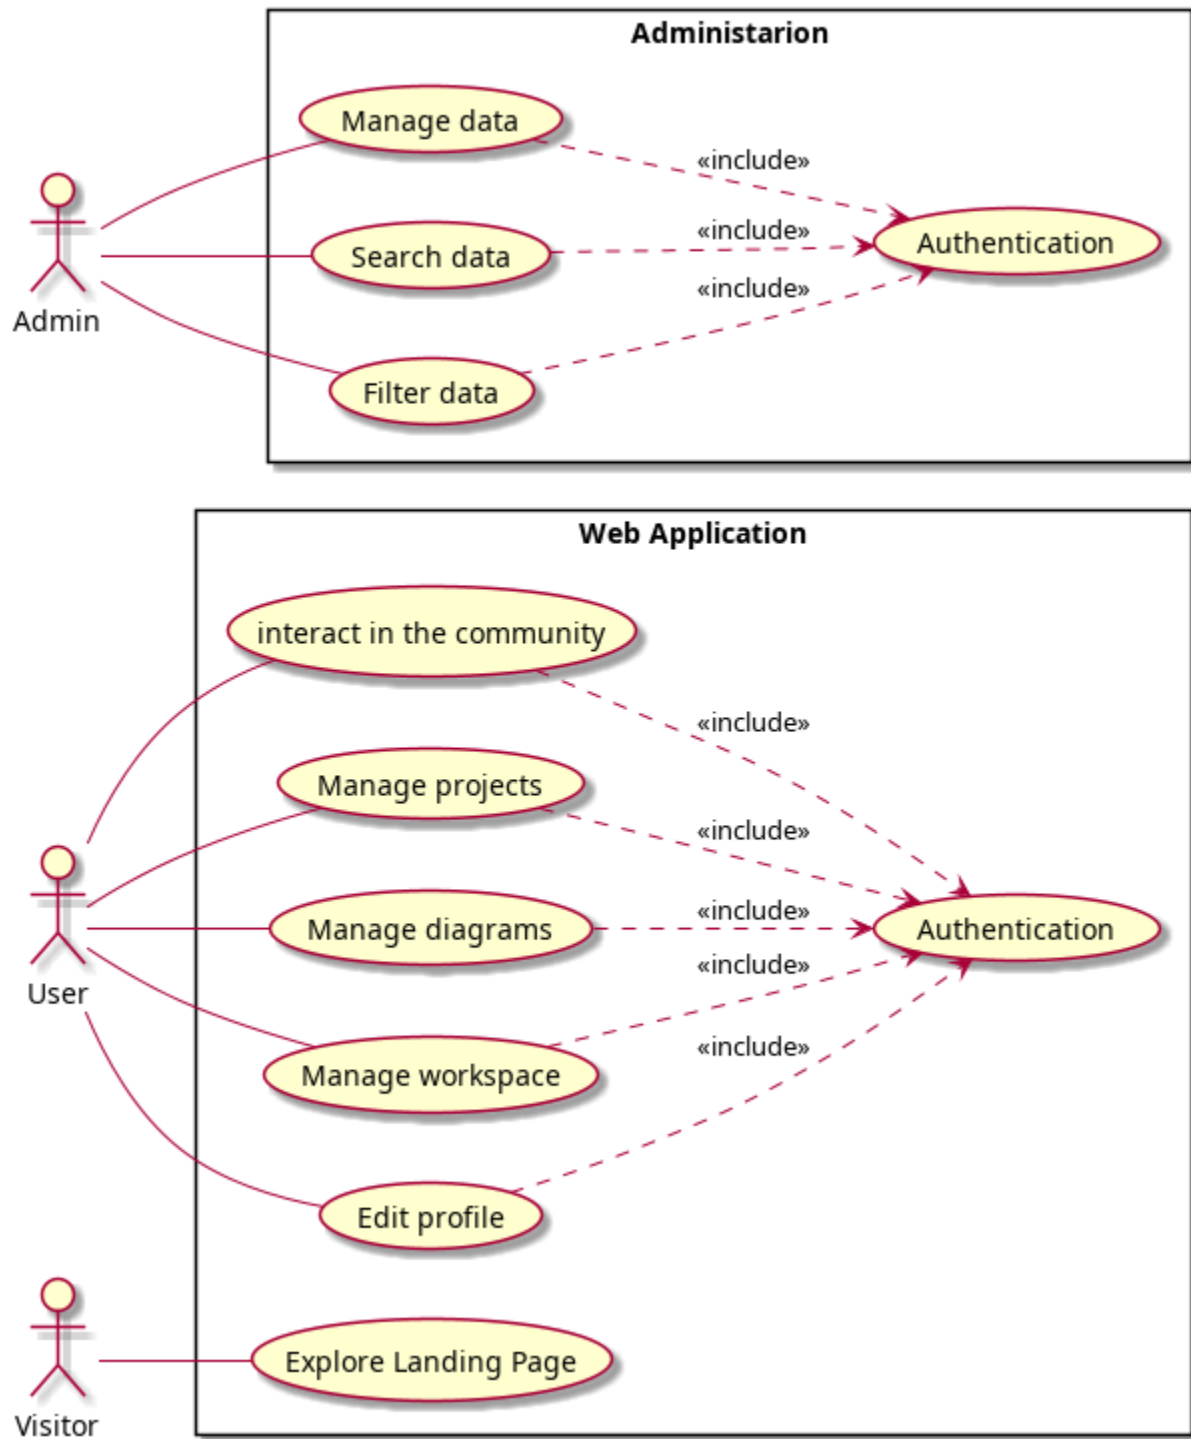 Administarion
Manage data
«include»
Search data
«include»
Authentication
«include»
Admin
Filter data
Web Application
interact in the community
«include»
Manage projects
«include»
Manage diagrams
«include»
Authentication
«include»
User
Manage workspace
«include»
Edit profile
Explore Landing Page
Visitor